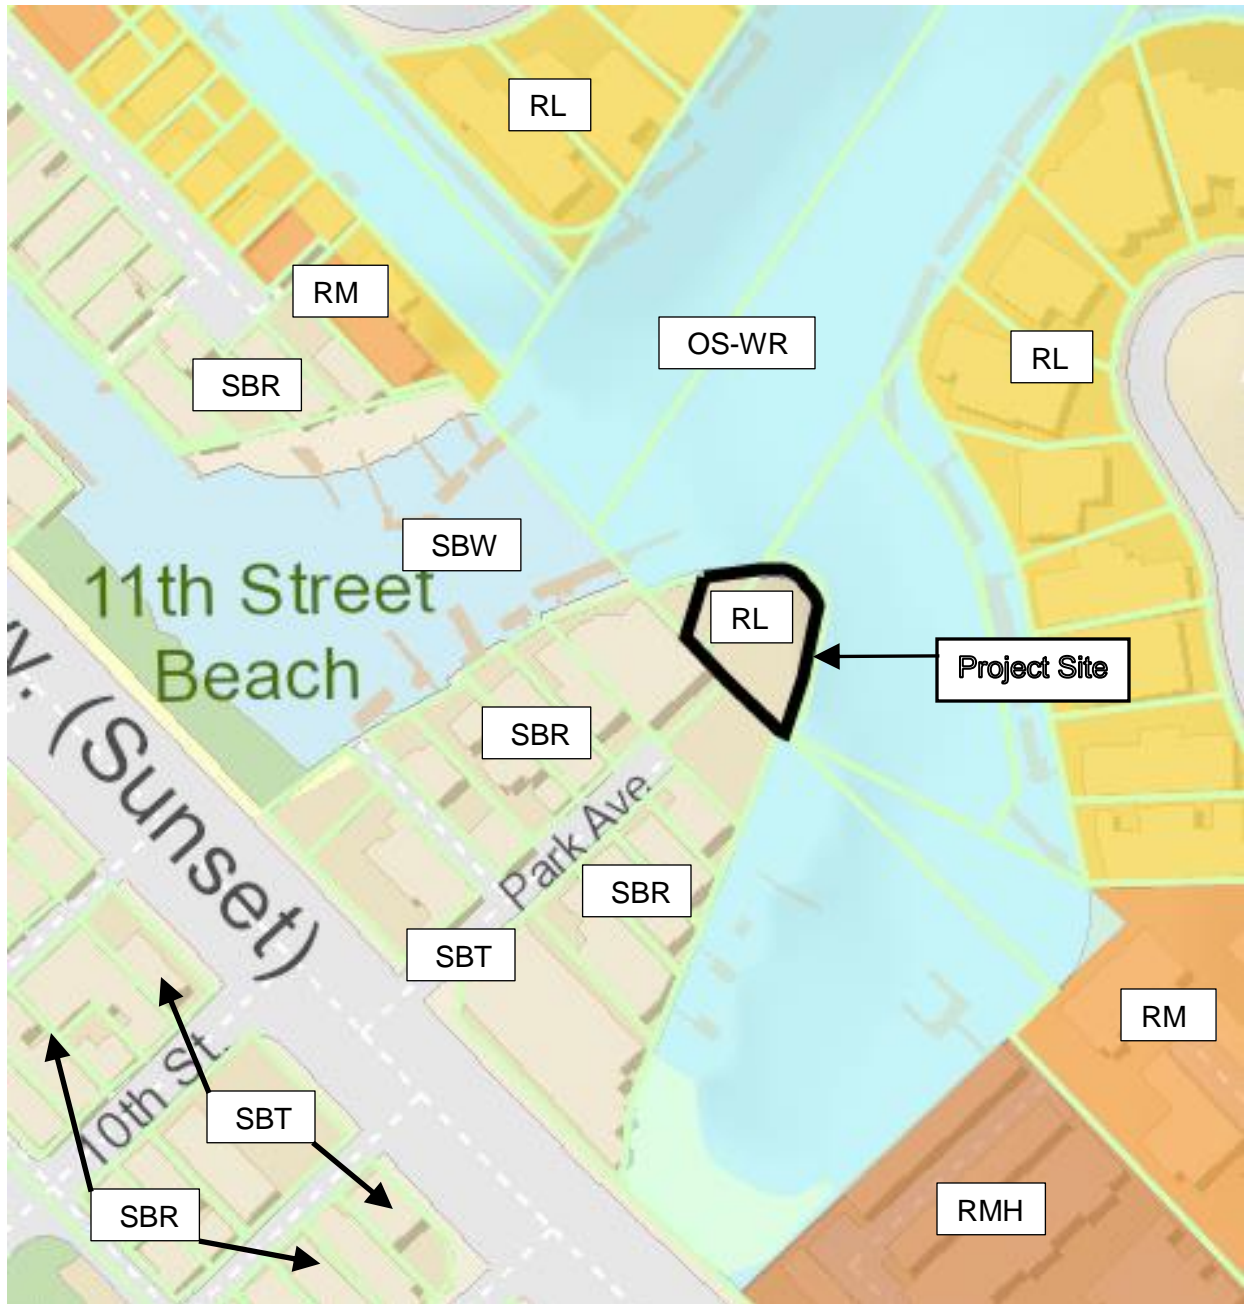 RL
RM
OS-WR
RL
SBR
SBW
11th Street
Beach
RL
Project Site
SBR
wy. (Sunset)
Park Ave
SBR
SBT
RM
10th St.
SBT
SBR
RMH